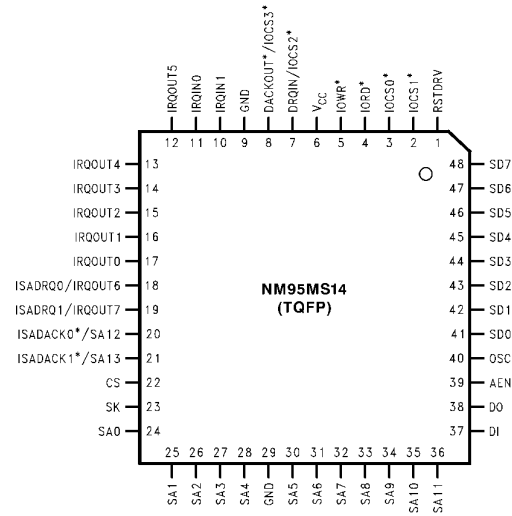 IRQOUT5
IRQIN0
IRQIN1
GND
DACKOUT*/IOCS3*
DRQIN/IOCS2*
VCC
IOWR*
IORD*
IOCS0*
IOCS1*
RSTDRV
12 11 10 9 8 7 6 5 4 3 2 1
IRQOUT4 13
IRQOUT3 14
IRQOUT2 15
IRQOUT1 16
IRQOUT0 17
ISADRQ0/IRQOUT6 18
ISADRQ1/IRQOUT7 19
ISADACK0*/SA12 20
ISADACK1*/SA13 21
CS 22
SK 23
SA0 24
NM95MS14
(TQFP)
48 SD7
47 SD6
46 SD5
45 SD4
44 SD3
43 SD2
42 SD1
41 SD0
40 OSC
39 AEN
38 DO
37 DI
25 26 27 28 29 30 31 32 33 34 35 36
SA1
SA2
SA3
SA4
GND
SA5
SA6
SA7
SA8
SA9
SA10
SA11